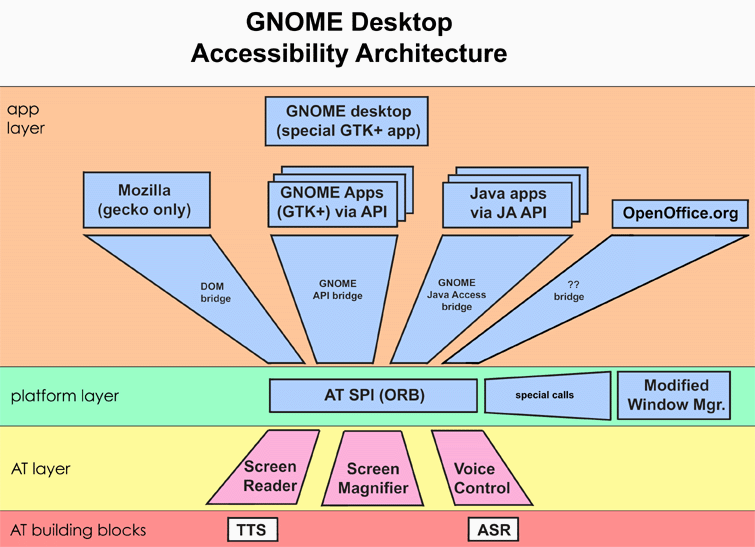 GNOME Desktop
Accessibility Architecture
app
layer
GNOME desktop
(special GTK+ app)
Mozilla
(gecko only)
GNOME Apps
(GTK+) via API
Java apps
via JA API
OpenOffice.org
DOM
bridge
GNOME
API bridge
GNOME
Java Access
bridge
??
bridge
platform layer
AT SPI (ORB)
special calls
Modified
Window Mgr.
AT layer
Screen
Reader
Screen
Magnifier
Voice
Control
AT building blocks
TTS
ASR